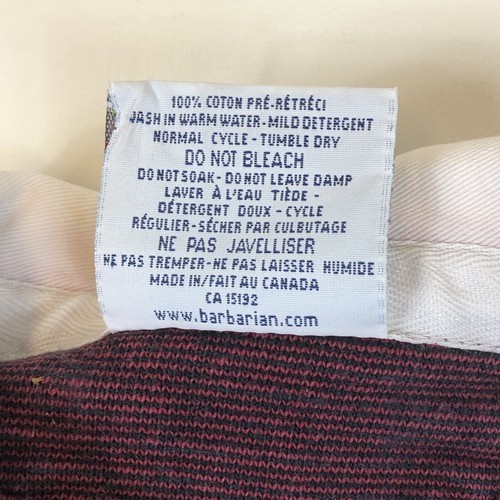 100% COTON PRÉ-RÉTRÉCI
WASH IN WARM WATER-MILD DETERGENT
NORMAL CYCLE - TUMBLE DRY
DO NOT BLEACH
DO NOT SOAK - DO NOT LEAVE DAMP
LAVER À L'EAU TIÈDE -
DÉTERGENT DOUX - CYCLE
RÉGULIER-SÉCHER PAR CULBUTAGE
NE PAS JAVELLISER
NE PAS TREMPER-NE PAS LAISSER HUMIDE
MADE IN/FAIT AU CANADA
CA 15192
www.barbarian.com